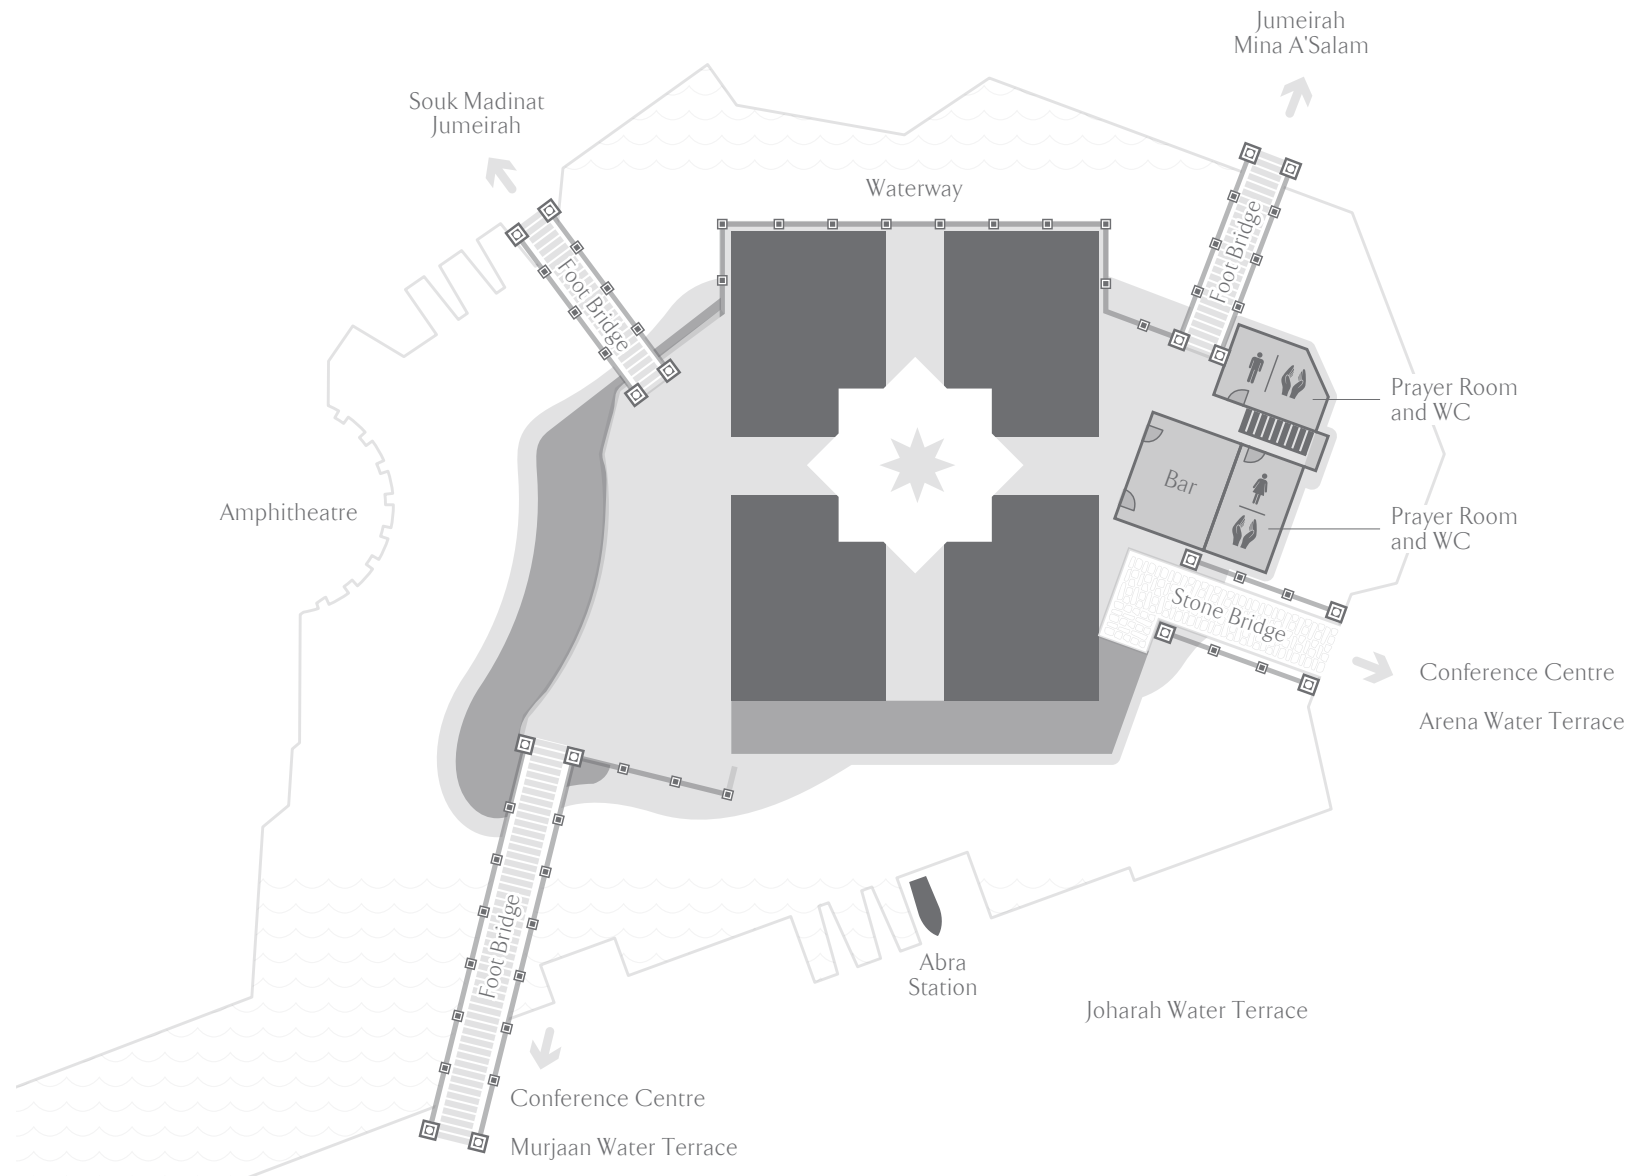 Jumeirah
Mina A'Salam
Souk Madinat
Jumeirah
Waterway
Foot Bridge
Foot Bridge
Prayer Room
and WC
Bar
Amphitheatre
Prayer Room
and WC
Stone Bridge
Conference Centre
Arena Water Terrace
Foot Bridge
Abra
Station
Joharah Water Terrace
Conference Centre
Murjaan Water Terrace